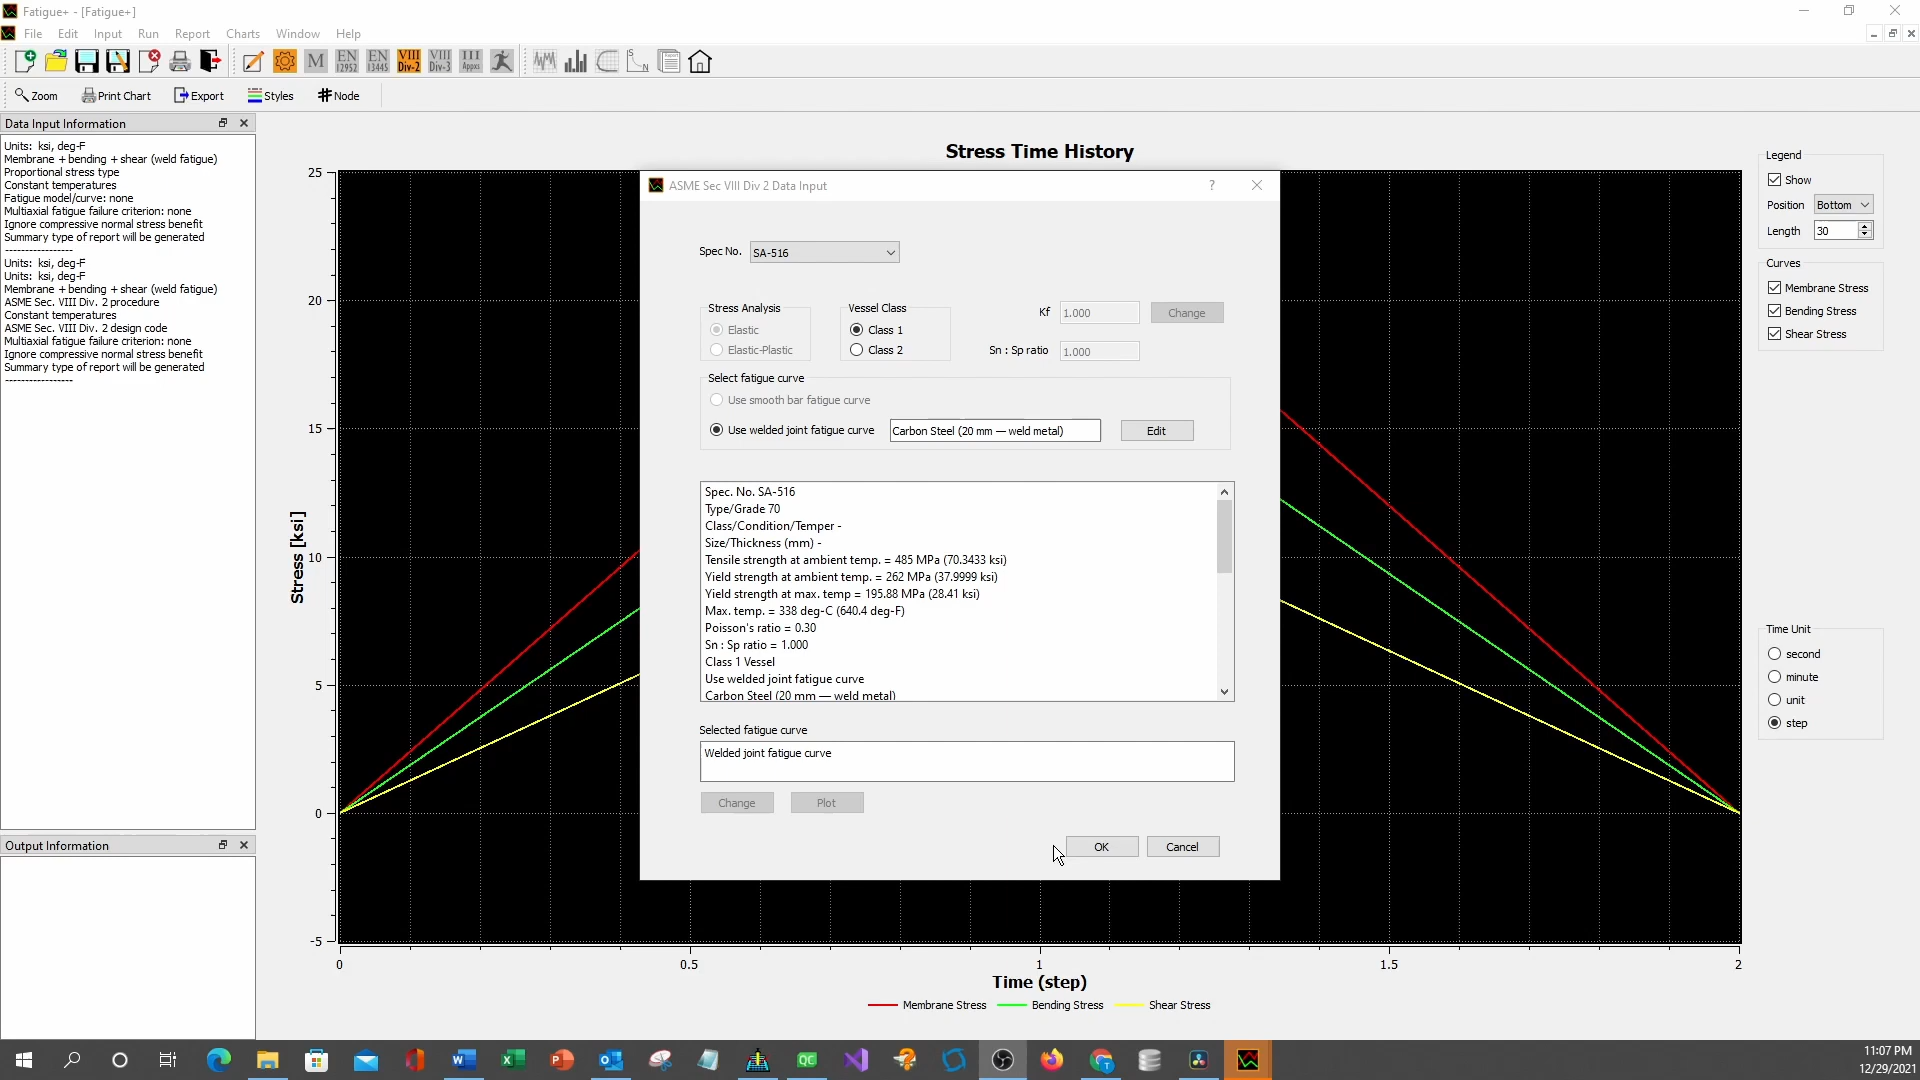 Fatigue+ - [Fatigue+]
File Edit Input Run Report Charts Window Help
M EN 12952 EN 13445 VIII Div-2 VIII Div-3 III Appxs S N
Zoom Print Chart Export Styles Node
Data Input Information
Units: ksi, deg-F
Membrane + bending + shear (weld fatigue)
Proportional stress type
Constant temperatures
Fatigue model/curve: none
Multiaxial fatigue failure criterion: none
Ignore compressive normal stress benefit
Summary type of report will be generated
-----------------
Units: ksi, deg-F
Units: ksi, deg-F
Membrane + bending + shear (weld fatigue)
ASME Sec. VIII Div. 2 procedure
Constant temperatures
ASME Sec. VIII Div. 2 design code
Multiaxial fatigue failure criterion: none
Ignore compressive normal stress benefit
Summary type of report will be generated
-----------------
Output Information
Stress Time History
25
20
15
10
5
0
-5
Stress [ksi]
0 0.5 1 1.5 2
Time (step)
Membrane Stress Bending Stress Shear Stress
ASME Sec VIII Div 2 Data Input ?
Spec No. SA-516
Stress Analysis
Elastic
Elastic-Plastic
Vessel Class
Class 1
Class 2
Kf 1.000 Change
Sn : Sp ratio 1.000
Select fatigue curve
Use smooth bar fatigue curve
Use welded joint fatigue curve Carbon Steel (20 mm — weld metal) Edit
Spec. No. SA-516
Type/Grade 70
Class/Condition/Temper -
Size/Thickness (mm) -
Tensile strength at ambient temp. = 485 MPa (70.3433 ksi)
Yield strength at ambient temp. = 262 MPa (37.9999 ksi)
Yield strength at max. temp = 195.88 MPa (28.41 ksi)
Max. temp. = 338 deg-C (640.4 deg-F)
Poisson's ratio = 0.30
Sn : Sp ratio = 1.000
Class 1 Vessel
Use welded joint fatigue curve
Carbon Steel (20 mm — weld metal)
Selected fatigue curve
Welded joint fatigue curve
Change Plot
OK Cancel
Legend
Show
Position Bottom
Length 30
Curves
Membrane Stress
Bending Stress
Shear Stress
Time Unit
second
minute
unit
step
11:07 PM
12/29/2021